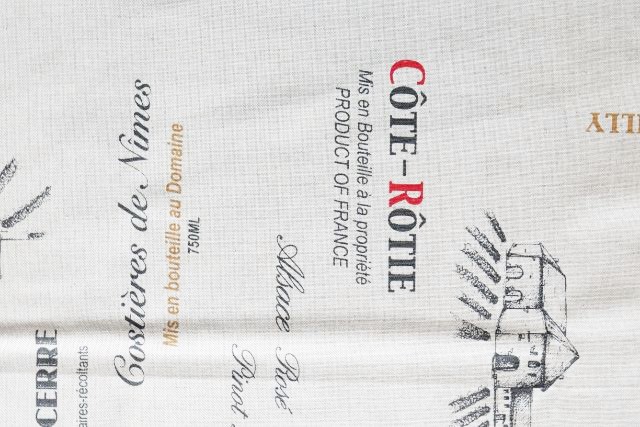 Costières de Nîmes
Mis en bouteille au Domaine
750ML
CÔTE-RÔTIE
Mis en Bouteille à la propriété
PRODUCT OF FRANCE
Alsace Rosé
Pinot
CERRE
aires-récoltants
ILLY